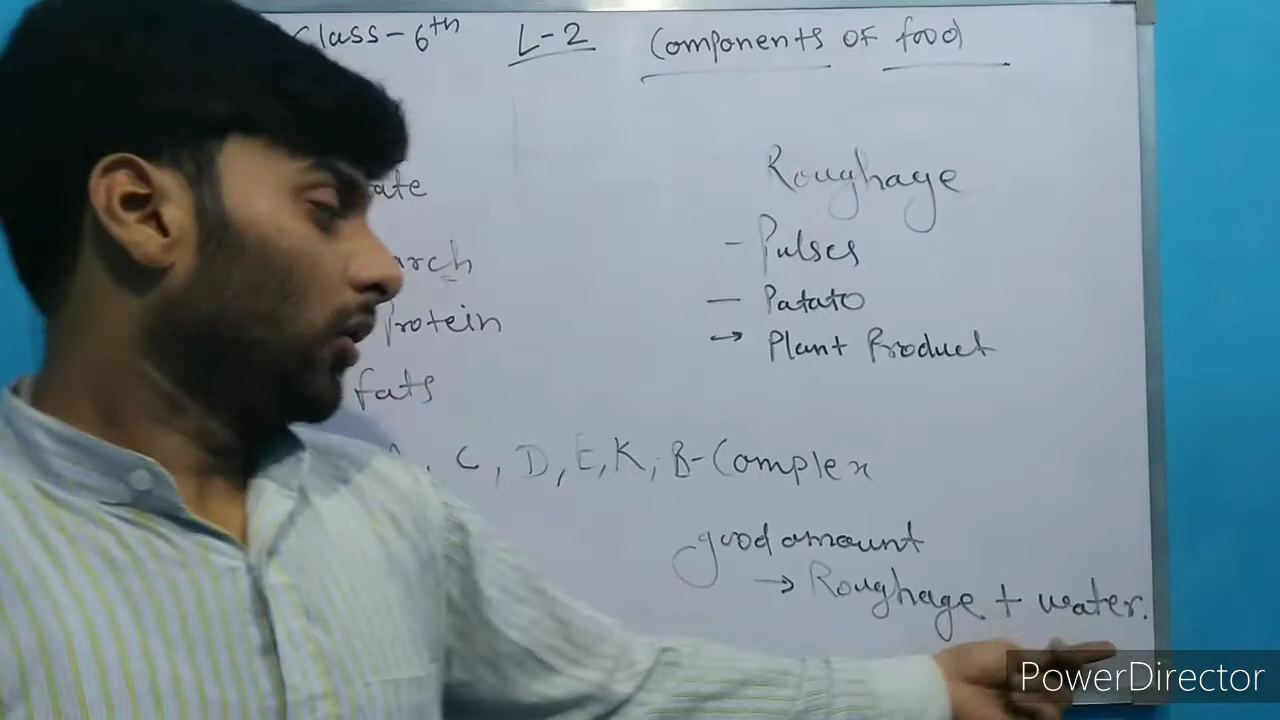 Class-6th L-2 Components of food
Roughage
ate
- Pulses
arch
- Patato
Protein
→ Plant Product
fats
C, D, E, K, B-Complex
good amount
→ Roughage + water.
PowerDirector